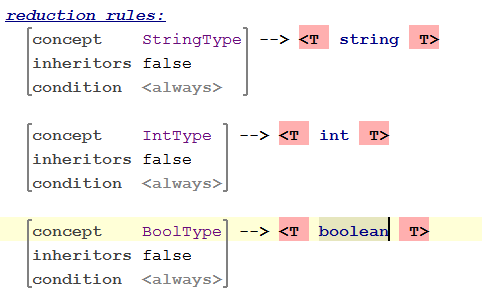 reduction rules:
concept StringType --> <T string T>
inheritors false
condition <always>
concept IntType --> <T int T>
inheritors false
condition <always>
concept BoolType --> <T boolean T>
inheritors false
condition <always>